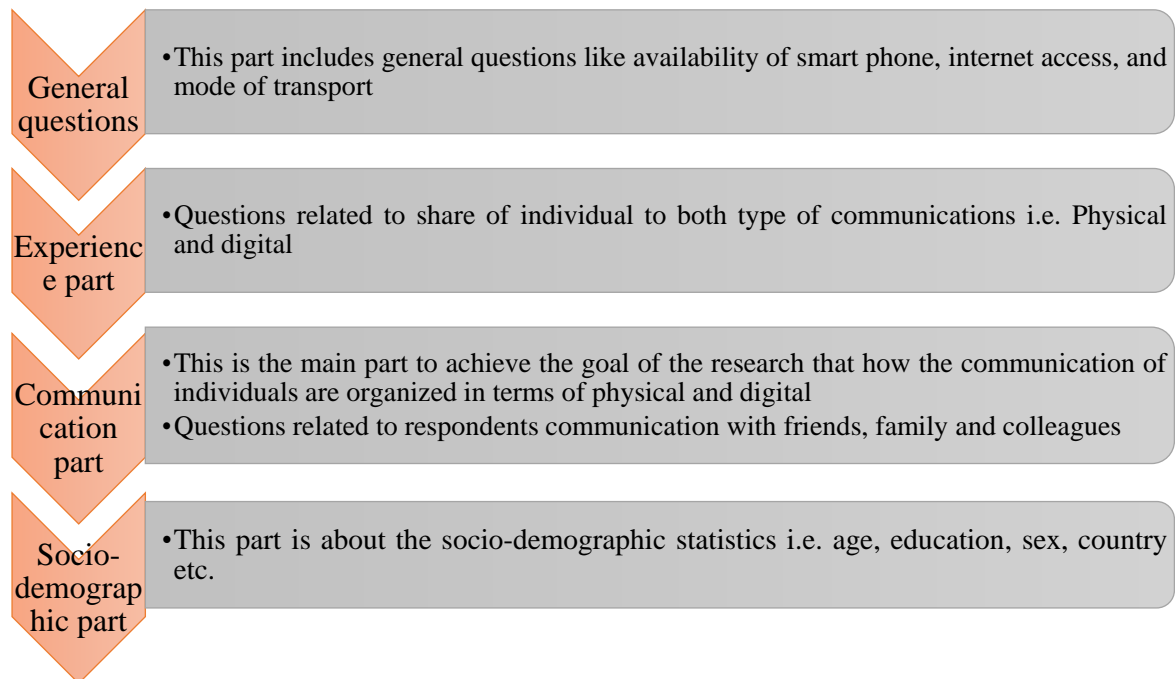 General
questions
•This part includes general questions like availability of smart phone, internet access, and
mode of transport
Experienc
e part
•Questions related to share of individual to both type of communications i.e. Physical
and digital
Communi
cation
part
•This is the main part to achieve the goal of the research that how the communication of
individuals are organized in terms of physical and digital
•Questions related to respondents communication with friends, family and colleagues
Socio-
demograp
hic part
•This part is about the socio-demographic statistics i.e. age, education, sex, country
etc.